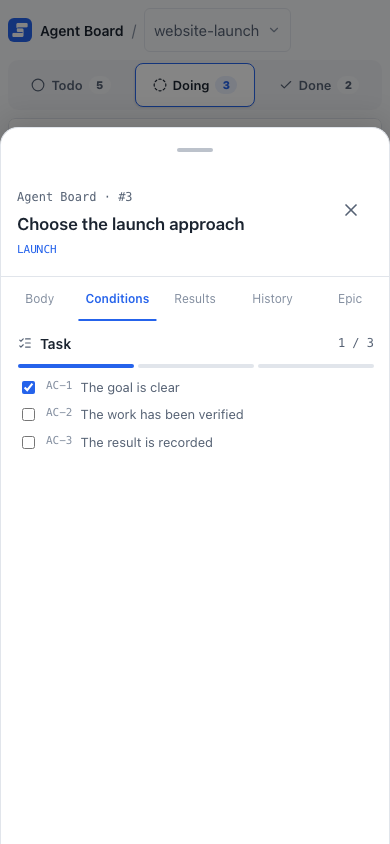 Agent Board / website-launch
Todo 5 Doing 3 Done 2
Agent Board · #3
Choose the launch approach
LAUNCH
Body Conditions Results History Epic
Task 1 / 3
AC-1 The goal is clear
AC-2 The work has been verified
AC-3 The result is recorded